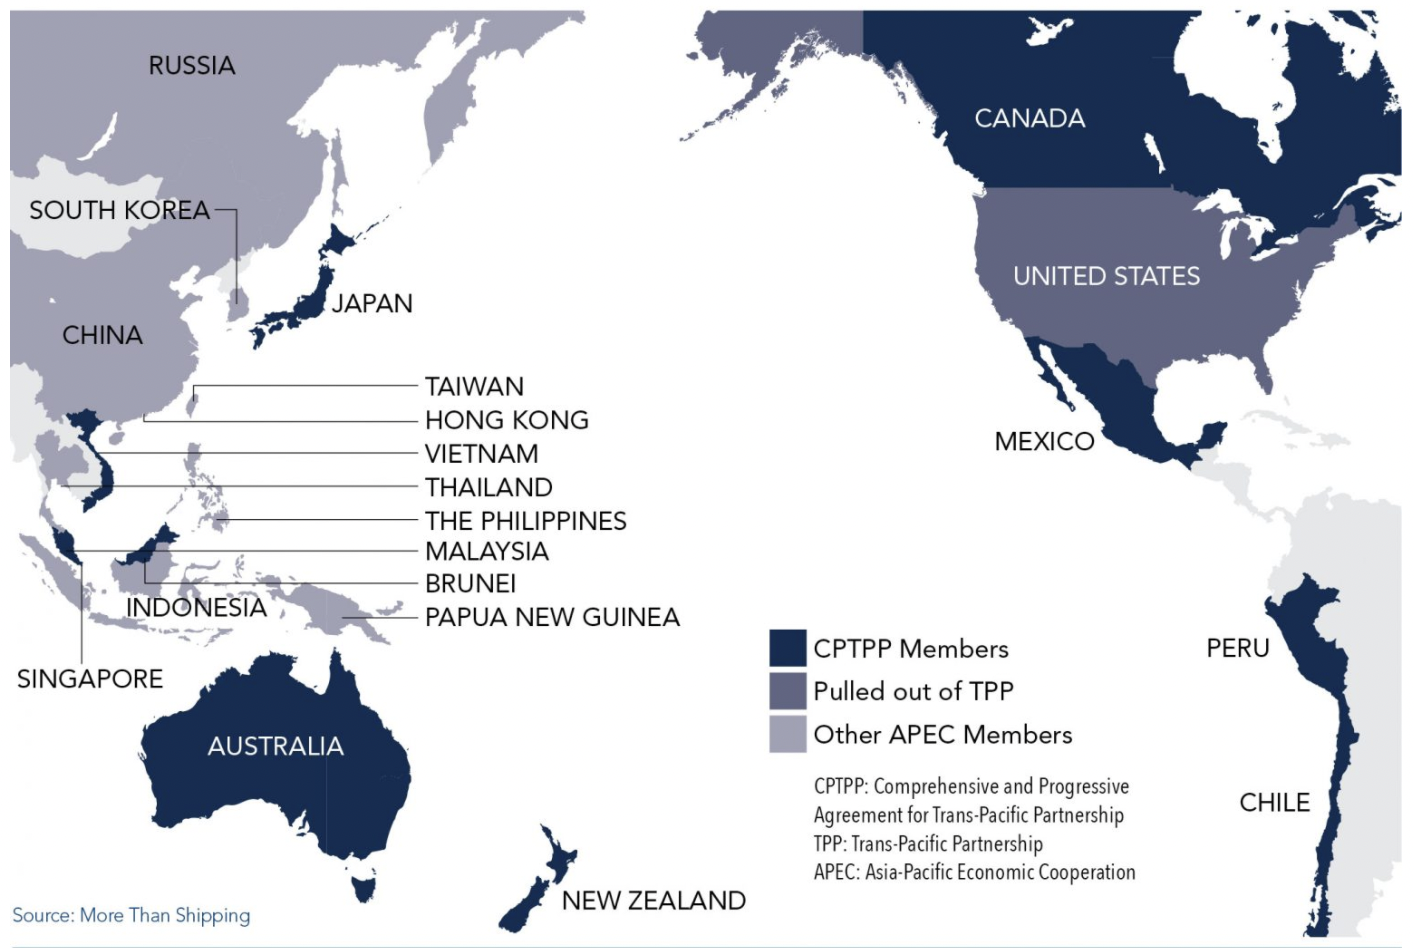 RUSSIA
CANADA
SOUTH KOREA
UNITED STATES
JAPAN
CHINA
TAIWAN
HONG KONG
MEXICO
VIETNAM
THAILAND
THE PHILIPPINES
MALAYSIA
BRUNEI
INDONESIA
PAPUA NEW GUINEA
SINGAPORE
PERU
CPTPP Members
Pulled out of TPP
Other APEC Members
AUSTRALIA
CPTPP: Comprehensive and Progressive
Agreement for Trans-Pacific Partnership
TPP: Trans-Pacific Partnership
APEC: Asia-Pacific Economic Cooperation
CHILE
NEW ZEALAND
Source: More Than Shipping